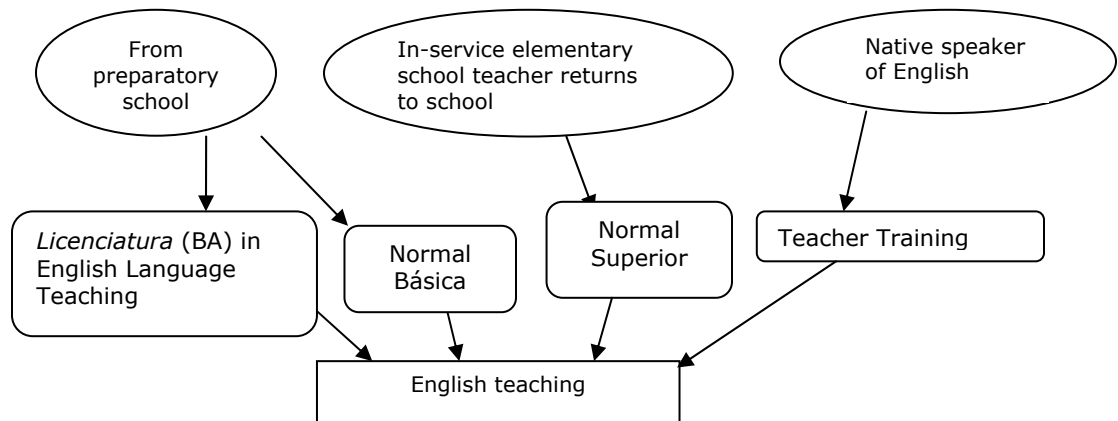 From
preparatory
school
In-service elementary
school teacher returns
to school
Native speaker
of English
Licenciatura (BA) in
English Language
Teaching
Normal
Básica
Normal
Superior
Teacher Training
English teaching